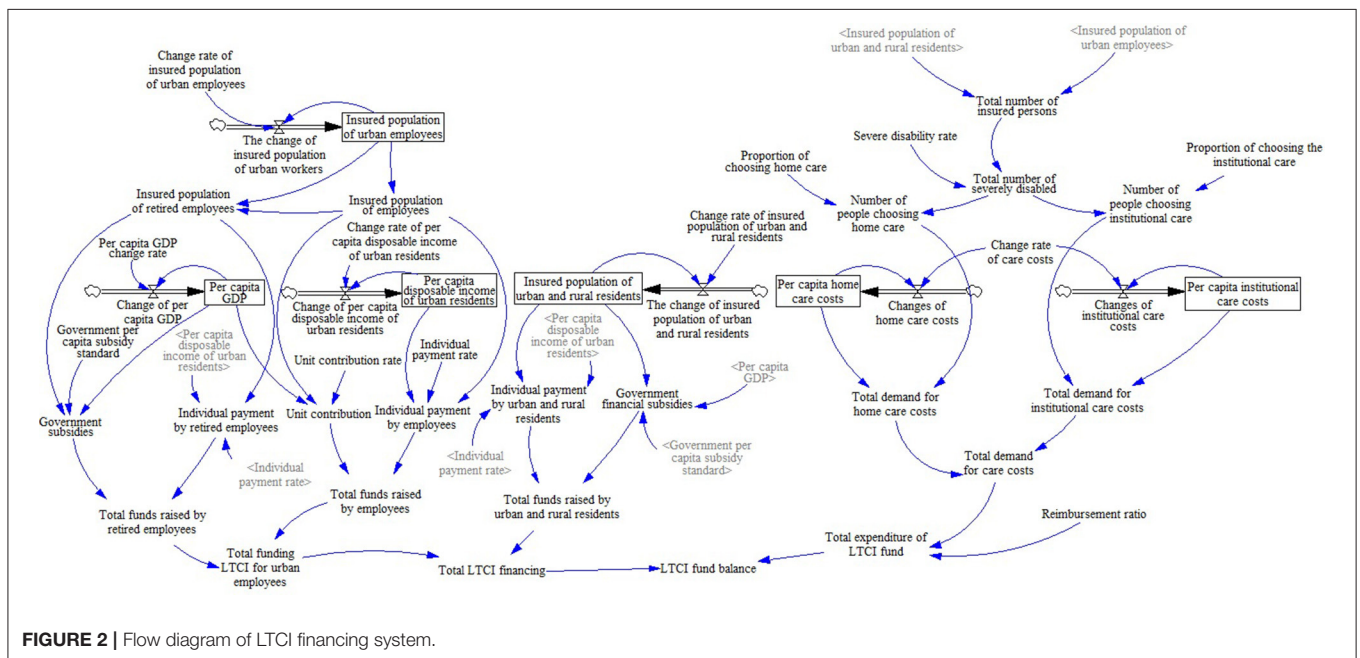 Change rate of
insured population
of urban employees
Insured population
of urban employees
The change of
insured population
of urban workers
Insured population
of retired employees
Insured population
of employees
Per capita GDP
change rate
Change rate of per
capita disposable income
of urban residents
Per capita
GDP
Change of per
capita GDP
Per capita
disposable income
of urban residents
Change of per capita
disposable income of
urban residents
Government per
capita subsidy
standard
<Per capita
disposable
income of urban
residents>
Unit contribution rate
Individual
payment rate
Government
subsidies
Individual payment
by retired employees
Unit contribution
Individual payment
by employees
<Individual
payment rate>
Total funds raised by
retired employees
Total funds raised
by employees
Total funding
LTCI for urban
employees
Change rate of insured
population of urban and
rural residents
Insured population of
urban and rural residents
The change of insured
population of urban
and rural residents
<Per capita
disposable
income of urban
residents>
<Per capita
GDP>
Individual payment
by urban and rural
residents
Government
financial subsidies
<Individual
payment rate>
<Government per
capita subsidy
standard>
Total funds raised by
urban and rural residents
Total LTCI financing
LTCI fund balance
<Insured population of
urban and rural residents>
<Insured population of
urban employees>
Total number of
insured persons
Severe disability rate
Proportion of
choosing home care
Proportion of choosing the
institutional care
Total number of
severely disabled
Number of
people choosing
home care
Number of
people choosing
institutional care
Change rate
of care costs
Per capita home
care costs
Changes of
home care costs
Changes of
institutional care costs
Per capita institutional
care costs
Total demand for
home care costs
Total demand for
institutional care costs
Total demand
for care costs
Reimbursement ratio
Total expenditure of
LTCI fund
FIGURE 2 | Flow diagram of LTCI financing system.